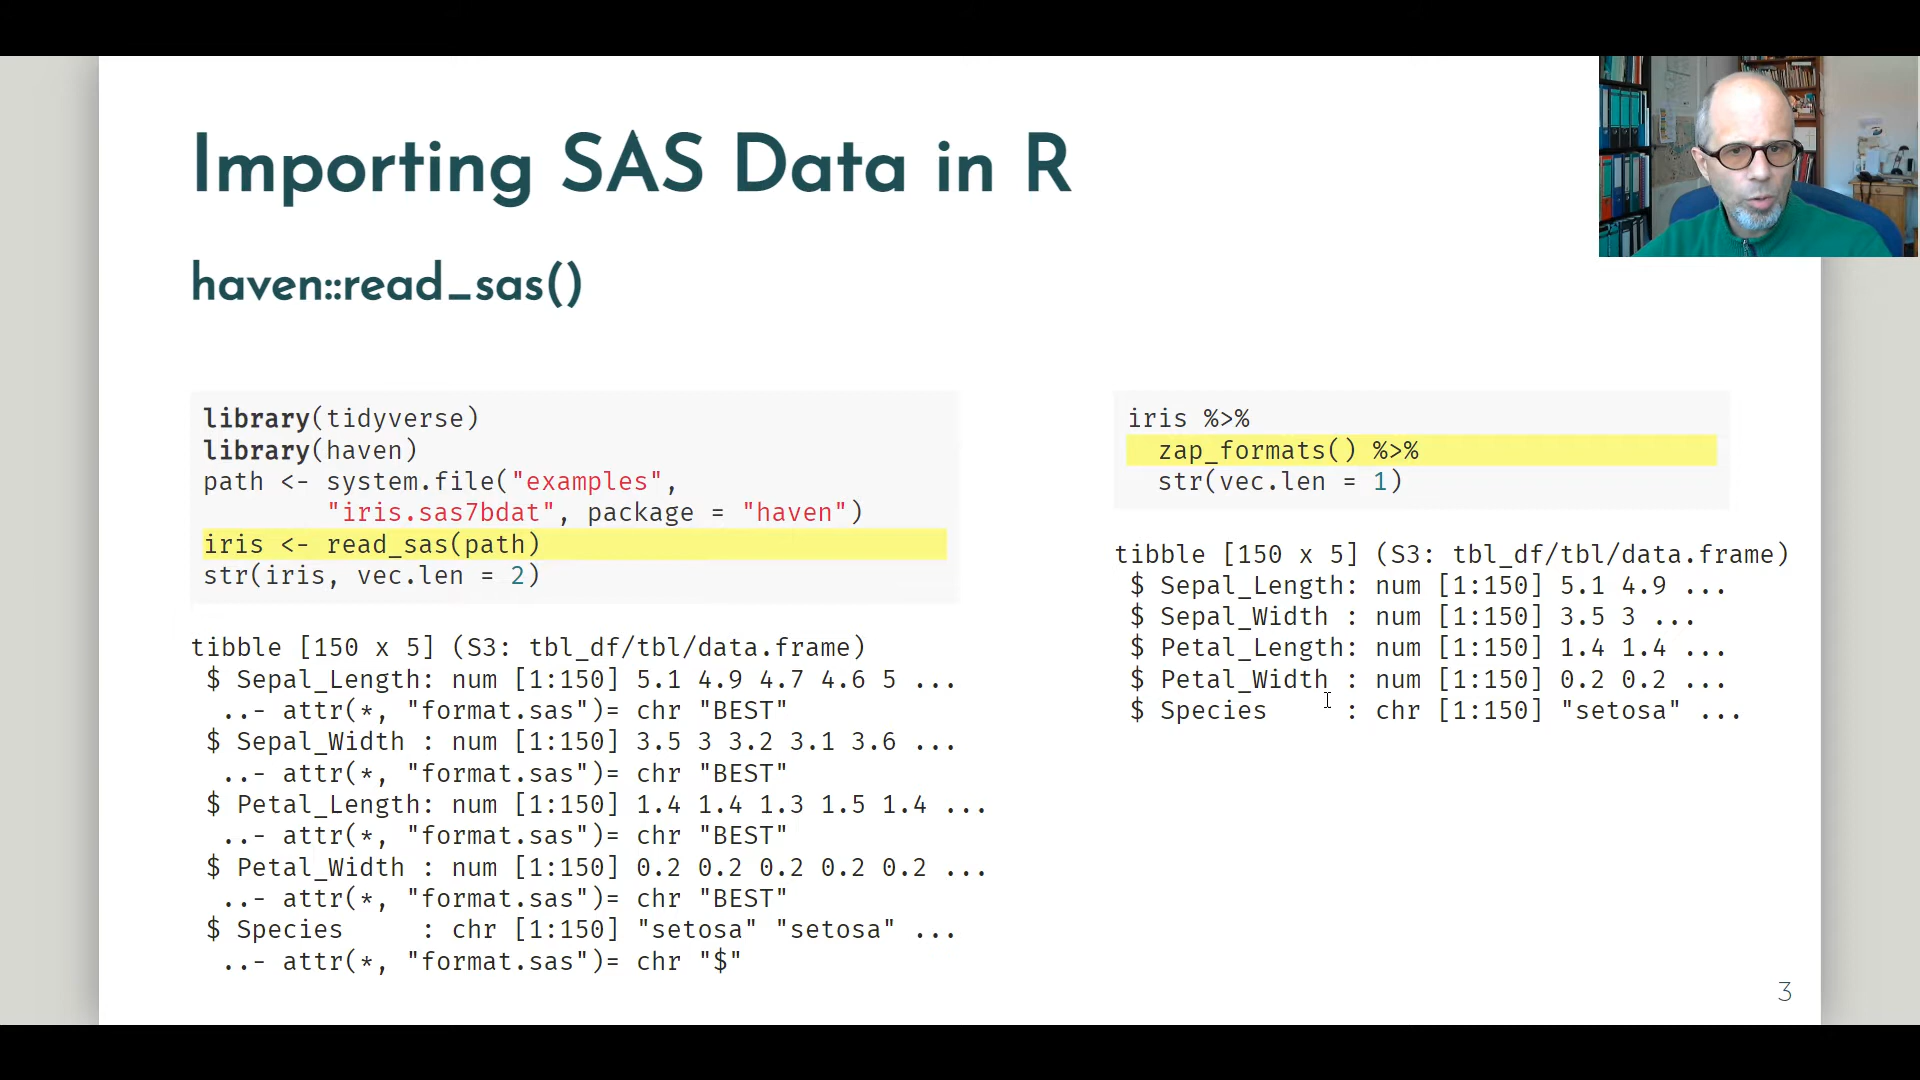 Importing SAS Data in R
haven::read_sas()
library(tidyverse)
library(haven)
path <- system.file("examples",
        "iris.sas7bdat", package = "haven")
iris <- read_sas(path)
str(iris, vec.len = 2)
tibble [150 x 5] (S3: tbl_df/tbl/data.frame)
 $ Sepal_Length: num [1:150] 5.1 4.9 4.7 4.6 5 ...
  ..- attr(*, "format.sas")= chr "BEST"
 $ Sepal_Width : num [1:150] 3.5 3 3.2 3.1 3.6 ...
  ..- attr(*, "format.sas")= chr "BEST"
 $ Petal_Length: num [1:150] 1.4 1.4 1.3 1.5 1.4 ...
  ..- attr(*, "format.sas")= chr "BEST"
 $ Petal_Width : num [1:150] 0.2 0.2 0.2 0.2 0.2 ...
  ..- attr(*, "format.sas")= chr "BEST"
 $ Species     : chr [1:150] "setosa" "setosa" ...
  ..- attr(*, "format.sas")= chr "$"
iris %>%
  zap_formats() %>%
  str(vec.len = 1)
tibble [150 x 5] (S3: tbl_df/tbl/data.frame)
 $ Sepal_Length: num [1:150] 5.1 4.9 ...
 $ Sepal_Width : num [1:150] 3.5 3 ...
 $ Petal_Length: num [1:150] 1.4 1.4 ...
 $ Petal_Width : num [1:150] 0.2 0.2 ...
 $ Species     : chr [1:150] "setosa" ...
3